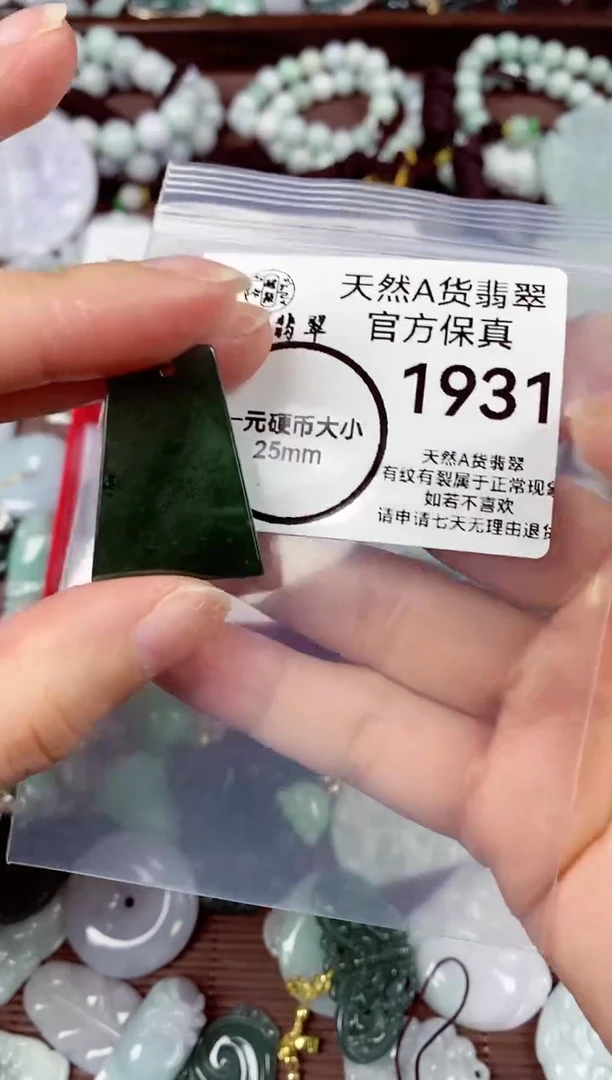 天然A货翡翠
官方保真
翡翠
1931
一元硬币大小
25mm
天然A货翡翠
有纹有裂属于正常现象
如若不喜欢
请申请七天无理由退货